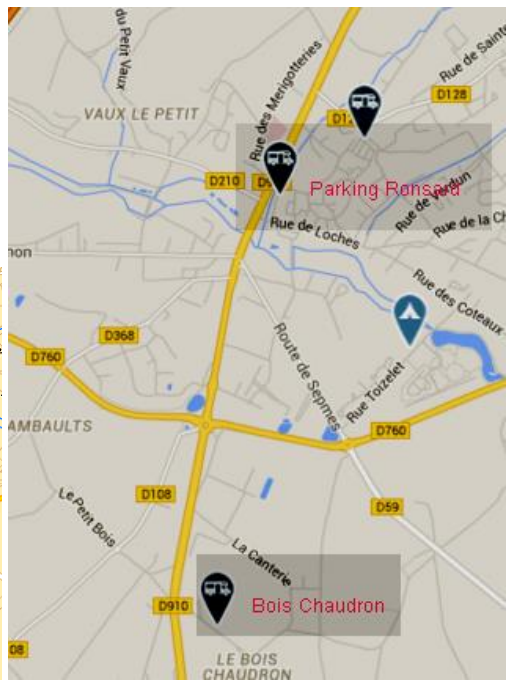 du Petit Vaux
Rue des Merigotteries
Rue de Sainte
D128
VAUX LE PETIT
D210
Parking Ronsard
Rue de Verdun
Rue de Loches
Rue de la Ch
non
Rue des Coteaux
D368
D760
Route de Sepmes
Rue Toizelet
AMBAULTS
D760
D108
D59
Le Petit Bois
La Canterie
D910
Bois Chaudron
08
LE BOIS
CHAUDRON